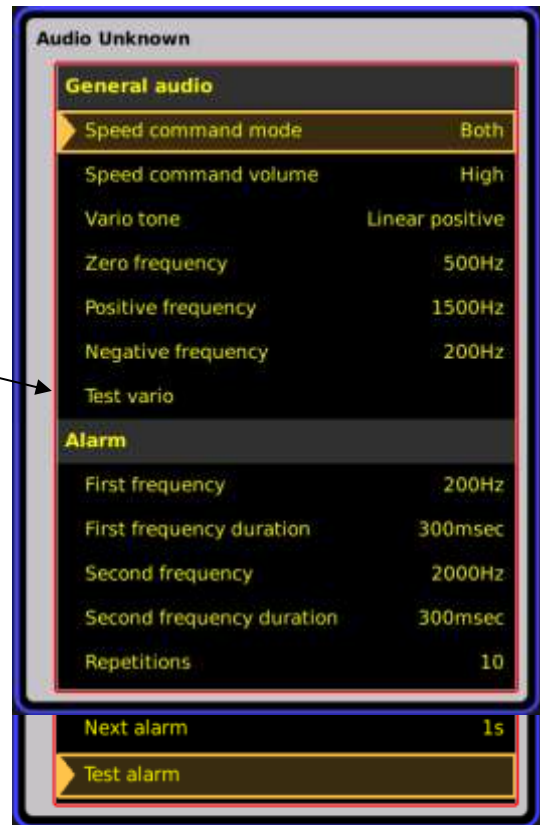 Audio Unknown
General audio
Speed command mode Both
Speed command volume High
Vario tone Linear positive
Zero frequency 500Hz
Positive frequency 1500Hz
Negative frequency 200Hz
Test vario
Alarm
First frequency 200Hz
First frequency duration 300msec
Second frequency 2000Hz
Second frequency duration 300msec
Repetitions 10
Next alarm 1s
Test alarm